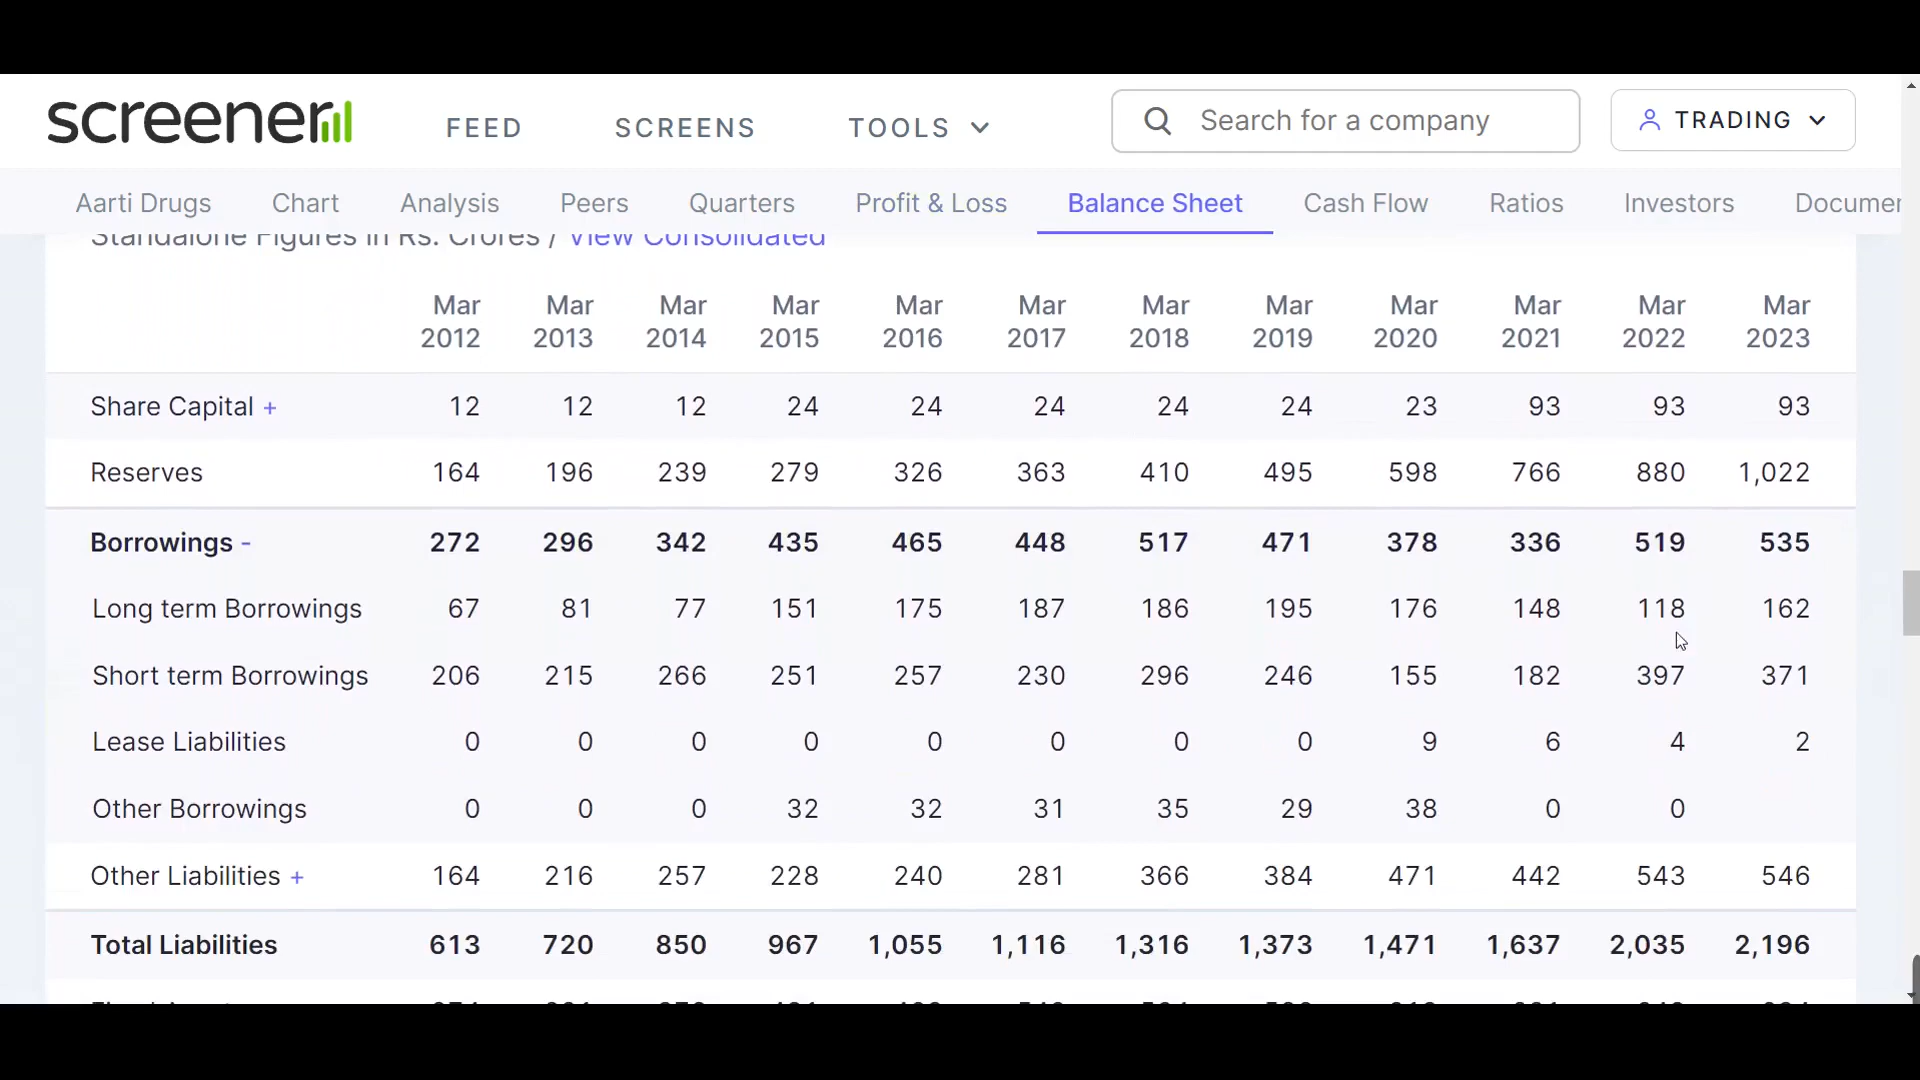 screener
FEED SCREENS TOOLS
Search for a company
TRADING
Aarti Drugs Chart Analysis Peers Quarters Profit & Loss Balance Sheet Cash Flow Ratios Investors Documen
Standalone Figures in Rs. Crores / View Consolidated
Mar 2012 Mar 2013 Mar 2014 Mar 2015 Mar 2016 Mar 2017 Mar 2018 Mar 2019 Mar 2020 Mar 2021 Mar 2022 Mar 2023
Share Capital + 12 12 12 24 24 24 24 24 23 93 93 93
Reserves 164 196 239 279 326 363 410 495 598 766 880 1,022
Borrowings - 272 296 342 435 465 448 517 471 378 336 519 535
Long term Borrowings 67 81 77 151 175 187 186 195 176 148 118 162
Short term Borrowings 206 215 266 251 257 230 296 246 155 182 397 371
Lease Liabilities 0 0 0 0 0 0 0 0 9 6 4 2
Other Borrowings 0 0 0 32 32 31 35 29 38 0 0
Other Liabilities + 164 216 257 228 240 281 366 384 471 442 543 546
Total Liabilities 613 720 850 967 1,055 1,116 1,316 1,373 1,471 1,637 2,035 2,196